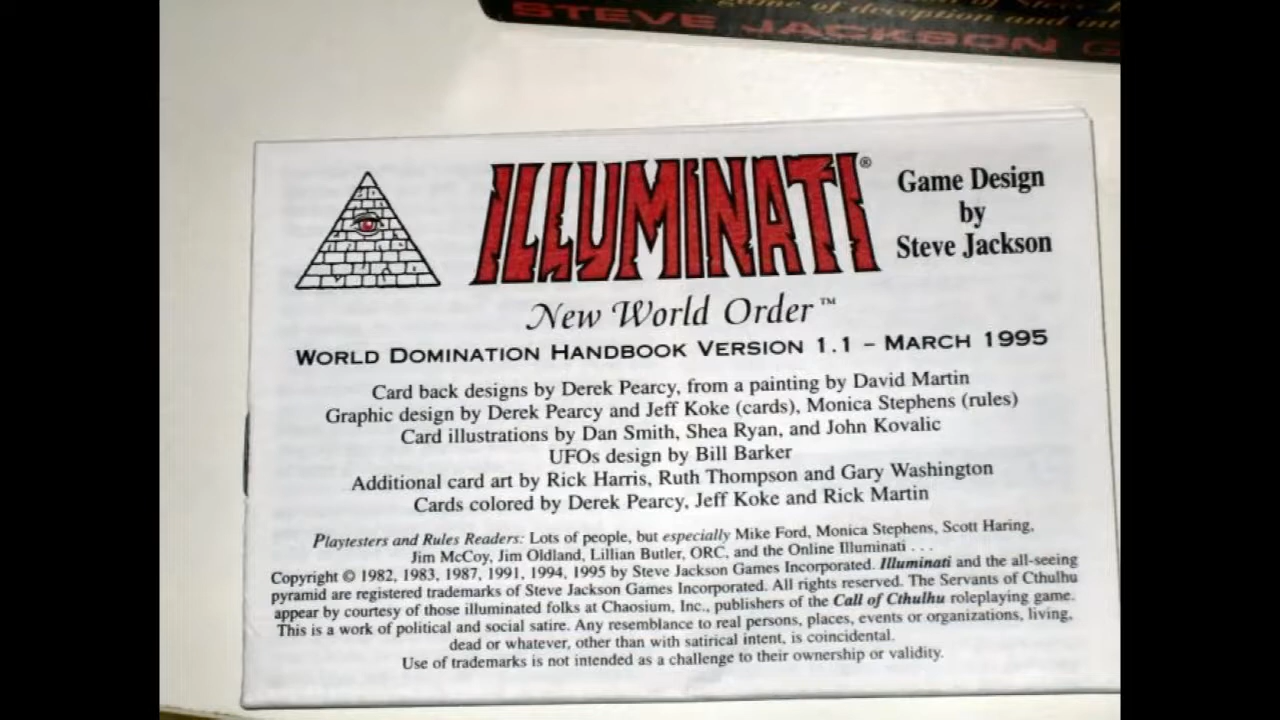 of Steve
game of deception and int
STEVE JACKSON G
ILLUMINATI®
Game Design
by
Steve Jackson
New World Order™
WORLD DOMINATION HANDBOOK VERSION 1.1 – MARCH 1995
Card back designs by Derek Pearcy, from a painting by David Martin
Graphic design by Derek Pearcy and Jeff Koke (cards), Monica Stephens (rules)
Card illustrations by Dan Smith, Shea Ryan, and John Kovalic
UFOs design by Bill Barker
Additional card art by Rick Harris, Ruth Thompson and Gary Washington
Cards colored by Derek Pearcy, Jeff Koke and Rick Martin
Playtesters and Rules Readers: Lots of people, but especially Mike Ford, Monica Stephens, Scott Haring,
Jim McCoy, Jim Oldland, Lillian Butler, ORC, and the Online Illuminati . . .
Copyright © 1982, 1983, 1987, 1991, 1994, 1995 by Steve Jackson Games Incorporated. Illuminati and the all-seeing
pyramid are registered trademarks of Steve Jackson Games Incorporated. All rights reserved. The Servants of Cthulhu
appear by courtesy of those illuminated folks at Chaosium, Inc., publishers of the Call of Cthulhu roleplaying game.
This is a work of political and social satire. Any resemblance to real persons, places, events or organizations, living,
dead or whatever, other than with satirical intent, is coincidental.
Use of trademarks is not intended as a challenge to their ownership or validity.